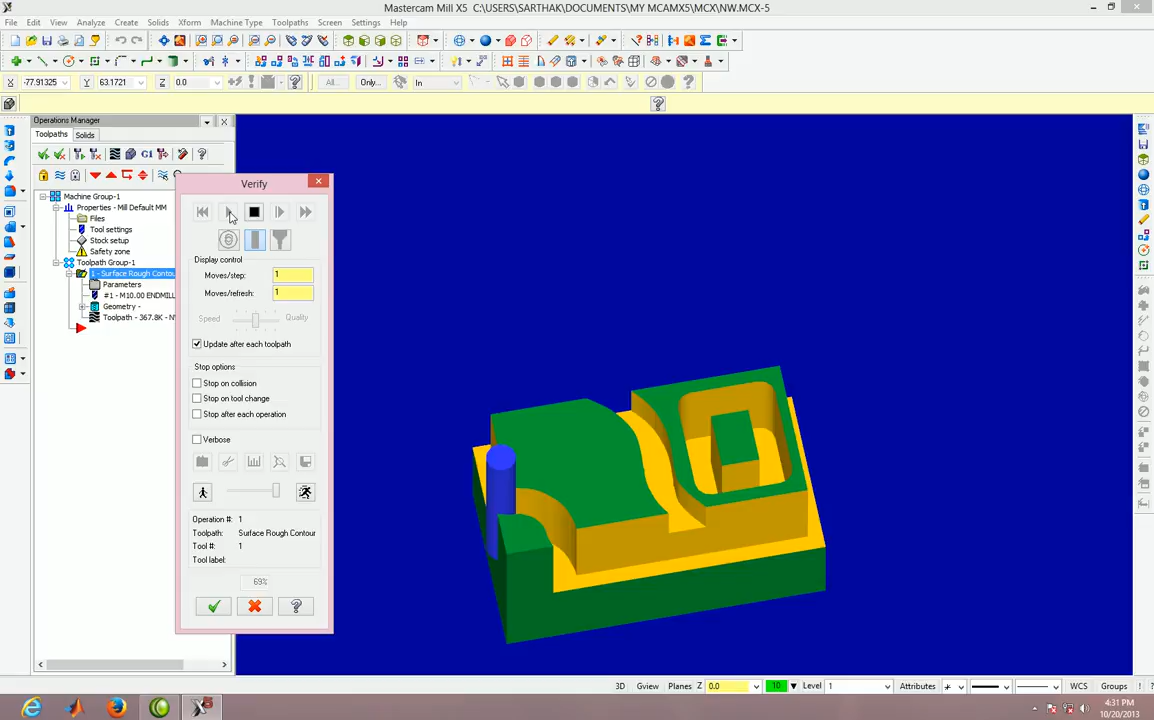 Mastercam Mill X5  C:\USERS\SARTHAK\DOCUMENTS\MY MCAMX5\MCX\NW.MCX-5
File Edit View Analyze Create Solids Xform Machine Type Toolpaths Screen Settings Help
X -77.91325 Y 63.1721 Z 0.0 All... Only... In
Operations Manager
Toolpaths Solids
G1
Machine Group-1
Properties - Mill Default MM
Files
Tool settings
Stock setup
Safety zone
Toolpath Group-1
1 - Surface Rough Contou
Parameters
#1 - M10.00 ENDMILL
Geometry -
Toolpath - 367.8K - N
Verify
Display control
Moves/step: 1
Moves/refresh: 1
Speed Quality
Update after each toolpath
Stop options
Stop on collision
Stop on tool change
Stop after each operation
Verbose
Operation #: 1
Toolpath: Surface Rough Contour
Tool #: 1
Tool label:
69%
3D Gview Planes Z 0.0 10 Level 1 Attributes WCS Groups ! ?
4:31 PM
10/20/2013